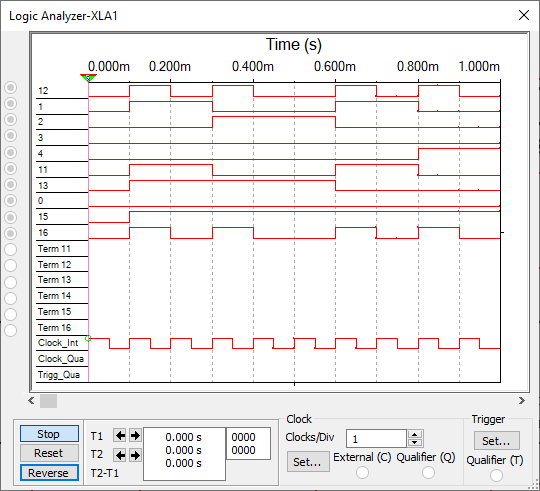 Logic Analyzer-XLA1
Time (s)
0.000m 0.200m 0.400m 0.600m 0.800m 1.000m
12
1
2
3
4
11
13
0
15
16
Term 11
Term 12
Term 13
Term 14
Term 15
Term 16
Clock_Int
Clock_Qua
Trigg_Qua
Stop
Reset
Reverse
T1
T2
T2-T1
0.000 s
0.000 s
0.000 s
0000
0000
Clock
Clocks/Div 1
Set...
External (C) Qualifier (Q)
Trigger
Set...
Qualifier (T)